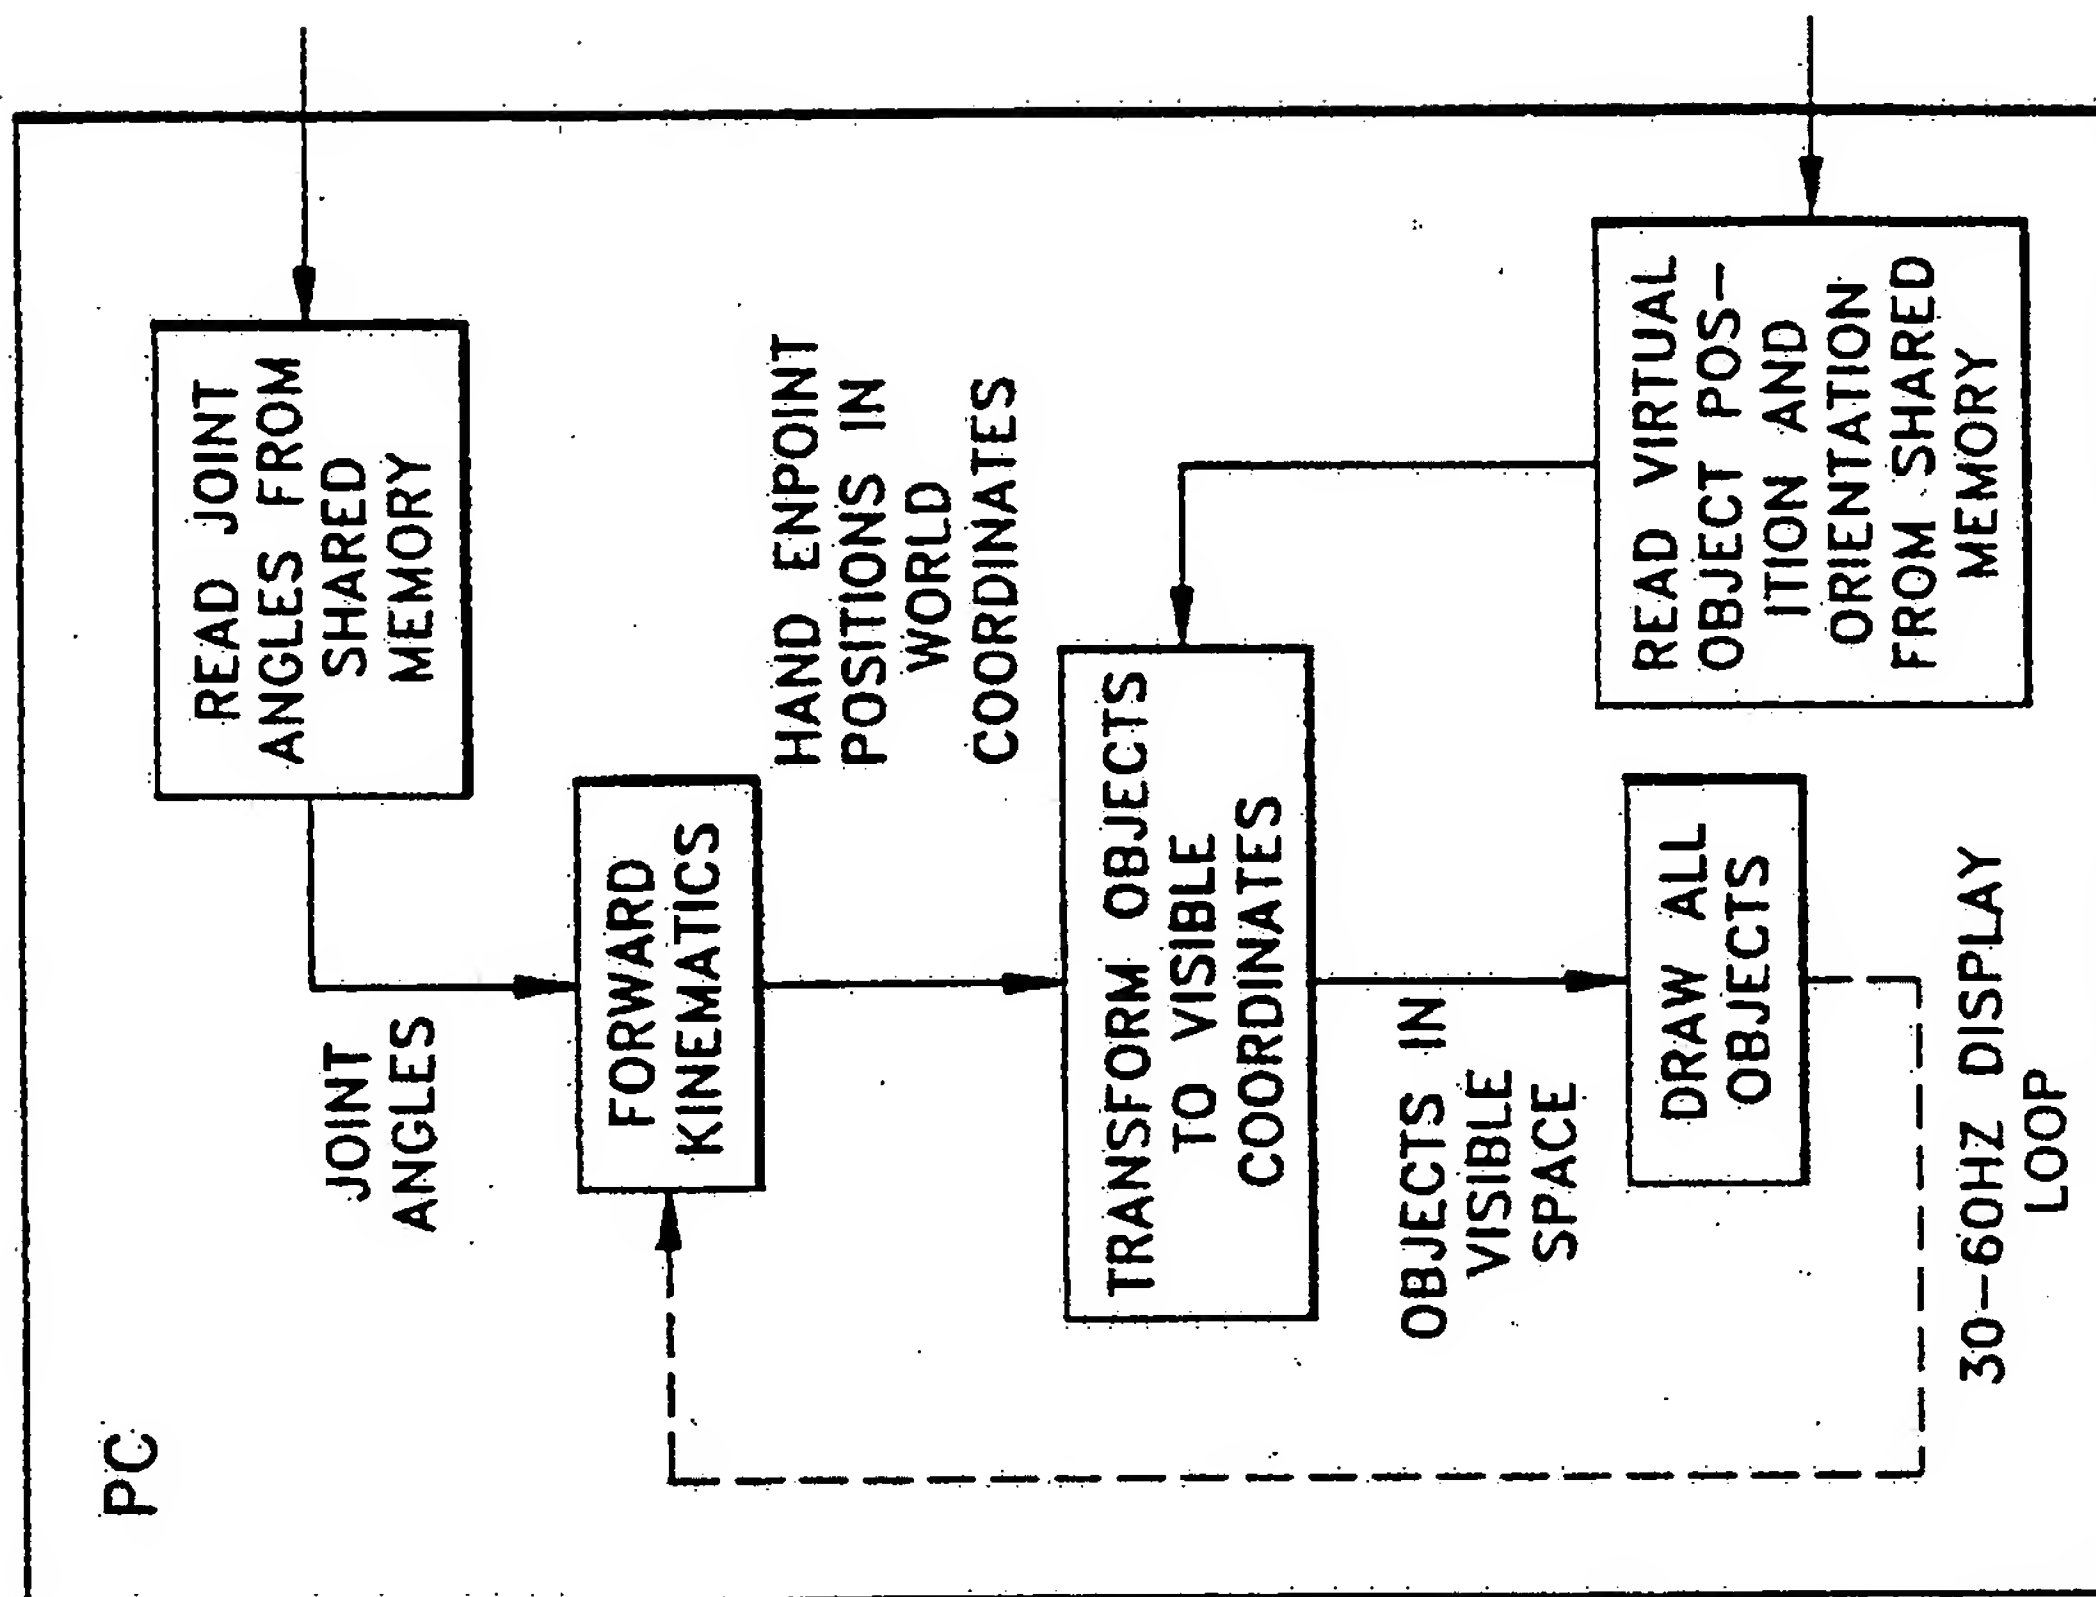 PC
READ JOINT
ANGLES FROM
SHARED
MEMORY
JOINT
ANGLES
FORWARD
KINEMATICS
HAND ENPOINT
POSITIONS IN
WORLD
COORDINATES
TRANSFORM OBJECTS
TO VISIBLE
COORDINATES
OBJECTS IN
VISIBLE
SPACE
READ VIRTUAL
OBJECT POS-
ITION AND
ORIENTATION
FROM SHARED
MEMORY
DRAW ALL
OBJECTS
30-60HZ DISPLAY
LOOP